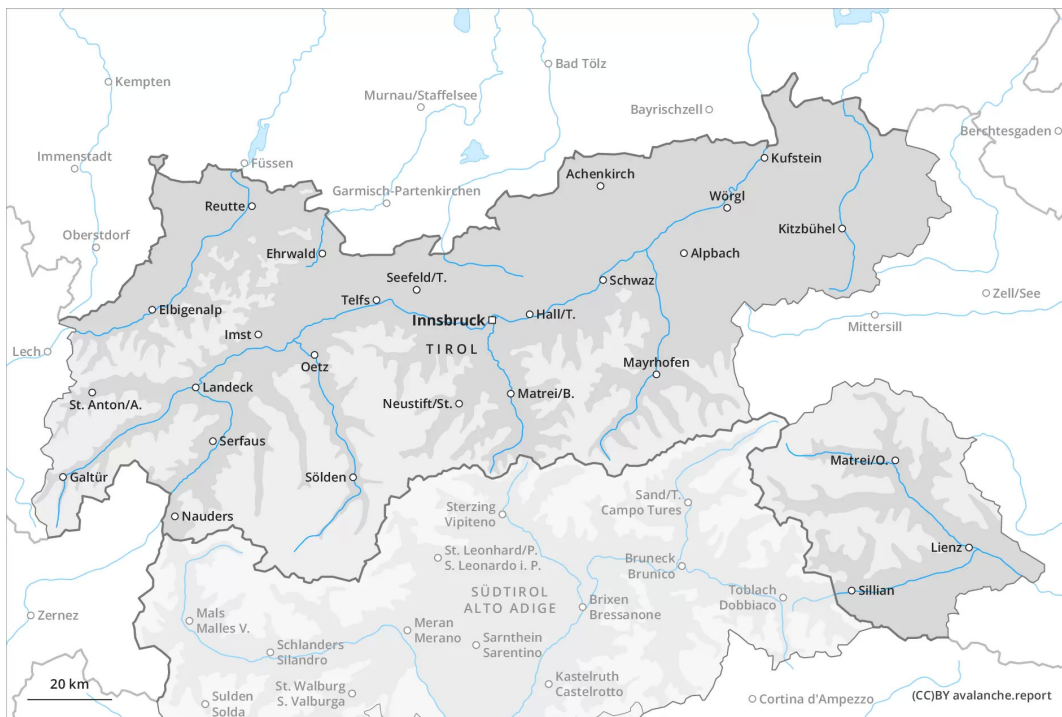 Kempten
Bad Tölz
Murnau/Staffelsee
Bayrischzell
Berchtesgaden
Immenstadt
Füssen
Kufstein
Achenkirch
Garmisch-Partenkirchen
Reutte
Wörgl
Oberstdorf
Kitzbühel
Ehrwald
Alpbach
Seefeld/T.
Schwaz
Telfs
Zell/See
Elbigenalp
Hall/T.
Innsbruck
Mittersill
Imst
TIROL
Lech
Oetz
Mayrhofen
Landeck
Matrei/B.
St. Anton/A.
Neustift/St.
Serfaus
Matrei/O.
Galtür
Sölden
Sand/T.
Campo Tures
Sterzing
Vipiteno
Nauders
Lienz
St. Leonhard/P.
S. Leonardo i. P.
Bruneck
Brunico
Sillian
SÜDTIROL
ALTO ADIGE
Toblach
Dobbiaco
Brixen
Bressanone
Zernez
Mals
Malles V.
Meran
Merano
Sarnthein
Sarentino
Schlanders
Silandro
Kastelruth
Castelrotto
20 km
St. Walburg
S. Valburga
Sulden
Solda
Cortina d'Ampezzo
(CC)BY avalanche.report